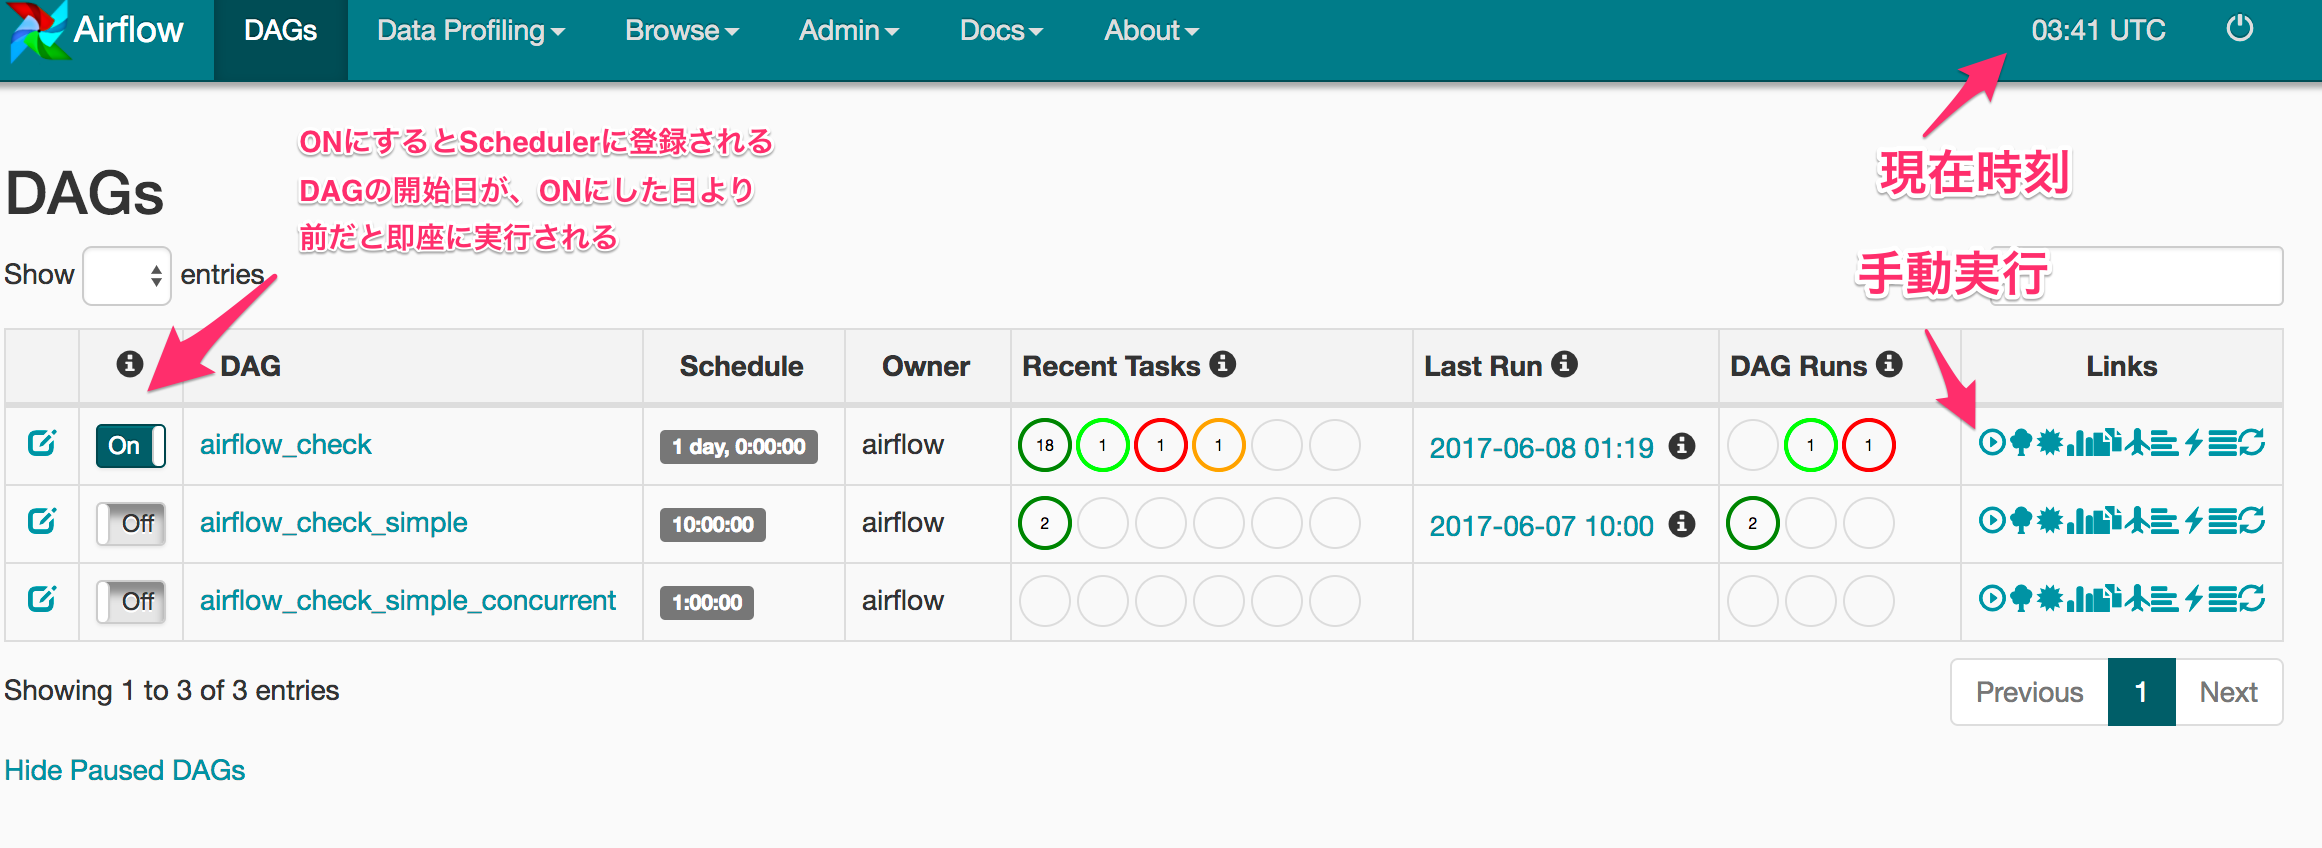 Airflow DAGs Data Profiling Browse Admin Docs About 03:41 UTC
ONにするとSchedulerに登録される
DAGの開始日が、ONにした日より
前だと即座に実行される
現在時刻
DAGs
手動実行
Show entries
DAG Schedule Owner Recent Tasks Last Run DAG Runs Links
On airflow_check 1 day, 0:00:00 airflow 18 1 1 1 2017-06-08 01:19 1 1
Off airflow_check_simple 10:00:00 airflow 2 2017-06-07 10:00 2
Off airflow_check_simple_concurrent 1:00:00 airflow
Showing 1 to 3 of 3 entries
Previous 1 Next
Hide Paused DAGs